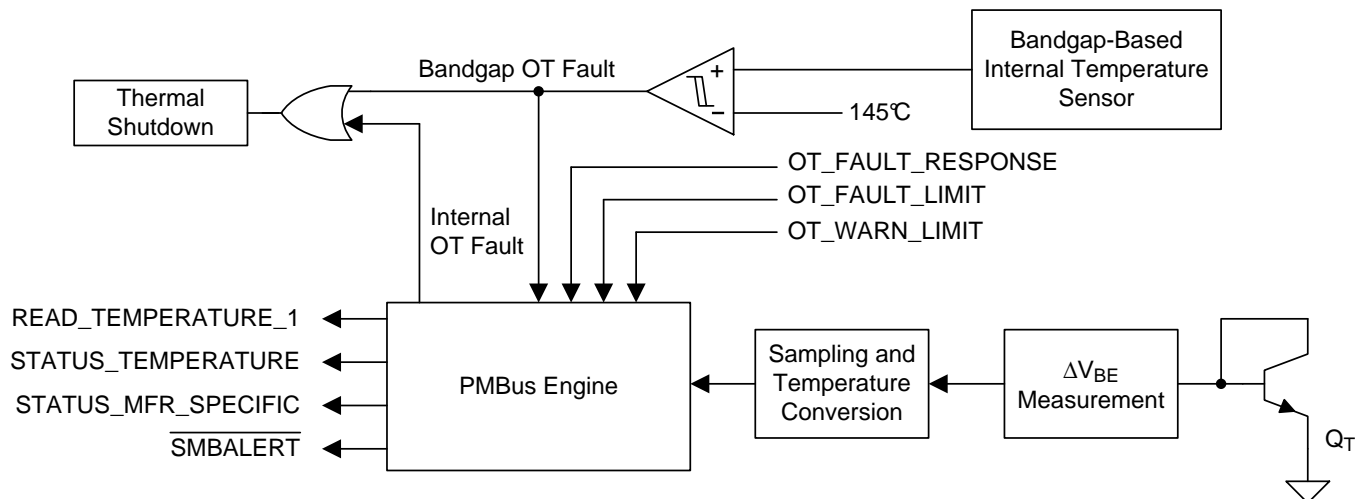 Bandgap-Based
Internal Temperature
Sensor
Bandgap OT Fault
+
−
145°C
Thermal
Shutdown
OT_FAULT_RESPONSE
OT_FAULT_LIMIT
OT_WARN_LIMIT
Internal
OT Fault
READ_TEMPERATURE_1
STATUS_TEMPERATURE
STATUS_MFR_SPECIFIC
SMBALERT
PMBus Engine
Sampling and
Temperature
Conversion
ΔVBE
Measurement
QT